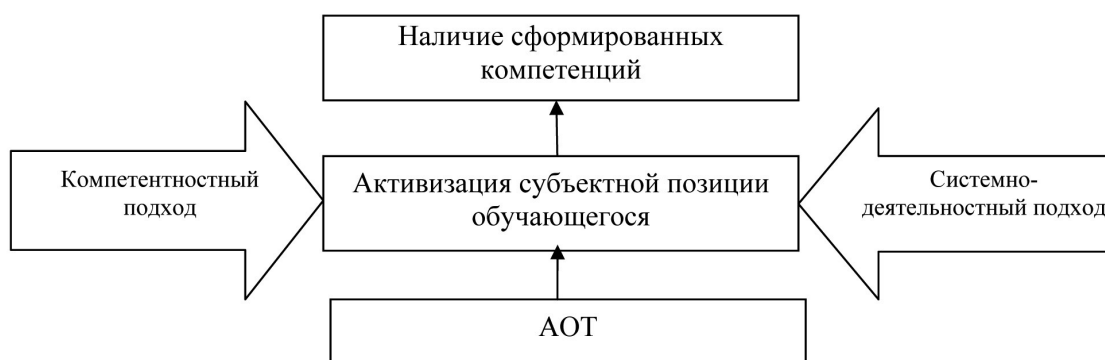 Наличие сформированных
компетенций
Компетентностный
подход
Активизация субъектной позиции
обучающегося
Системно-
деятельностный подход
АОТ